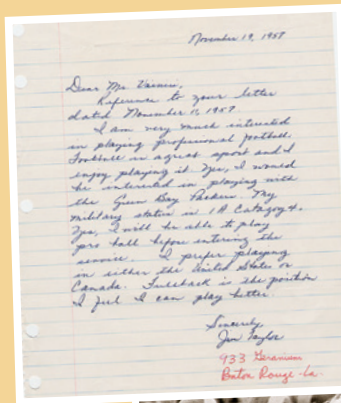 November 19, 1957
Dear Mr. Vainisi,
Reference to your letter
dated November 15, 1957.
I am very much interested
in playing professional football.
Football is a great sport and I
enjoy playing it. Yes, I would
be interested in playing with
the Green Bay Packers. My
military status is 1A Catagory 4.
Yes, I will be able to play
pro ball before entering the
service. I prefer playing
in either the United States or
Canada. Fullback is the position
I feel I can play better.
Sincerely,
Jim Taylor
933 Geranium
Baton Rouge - La.